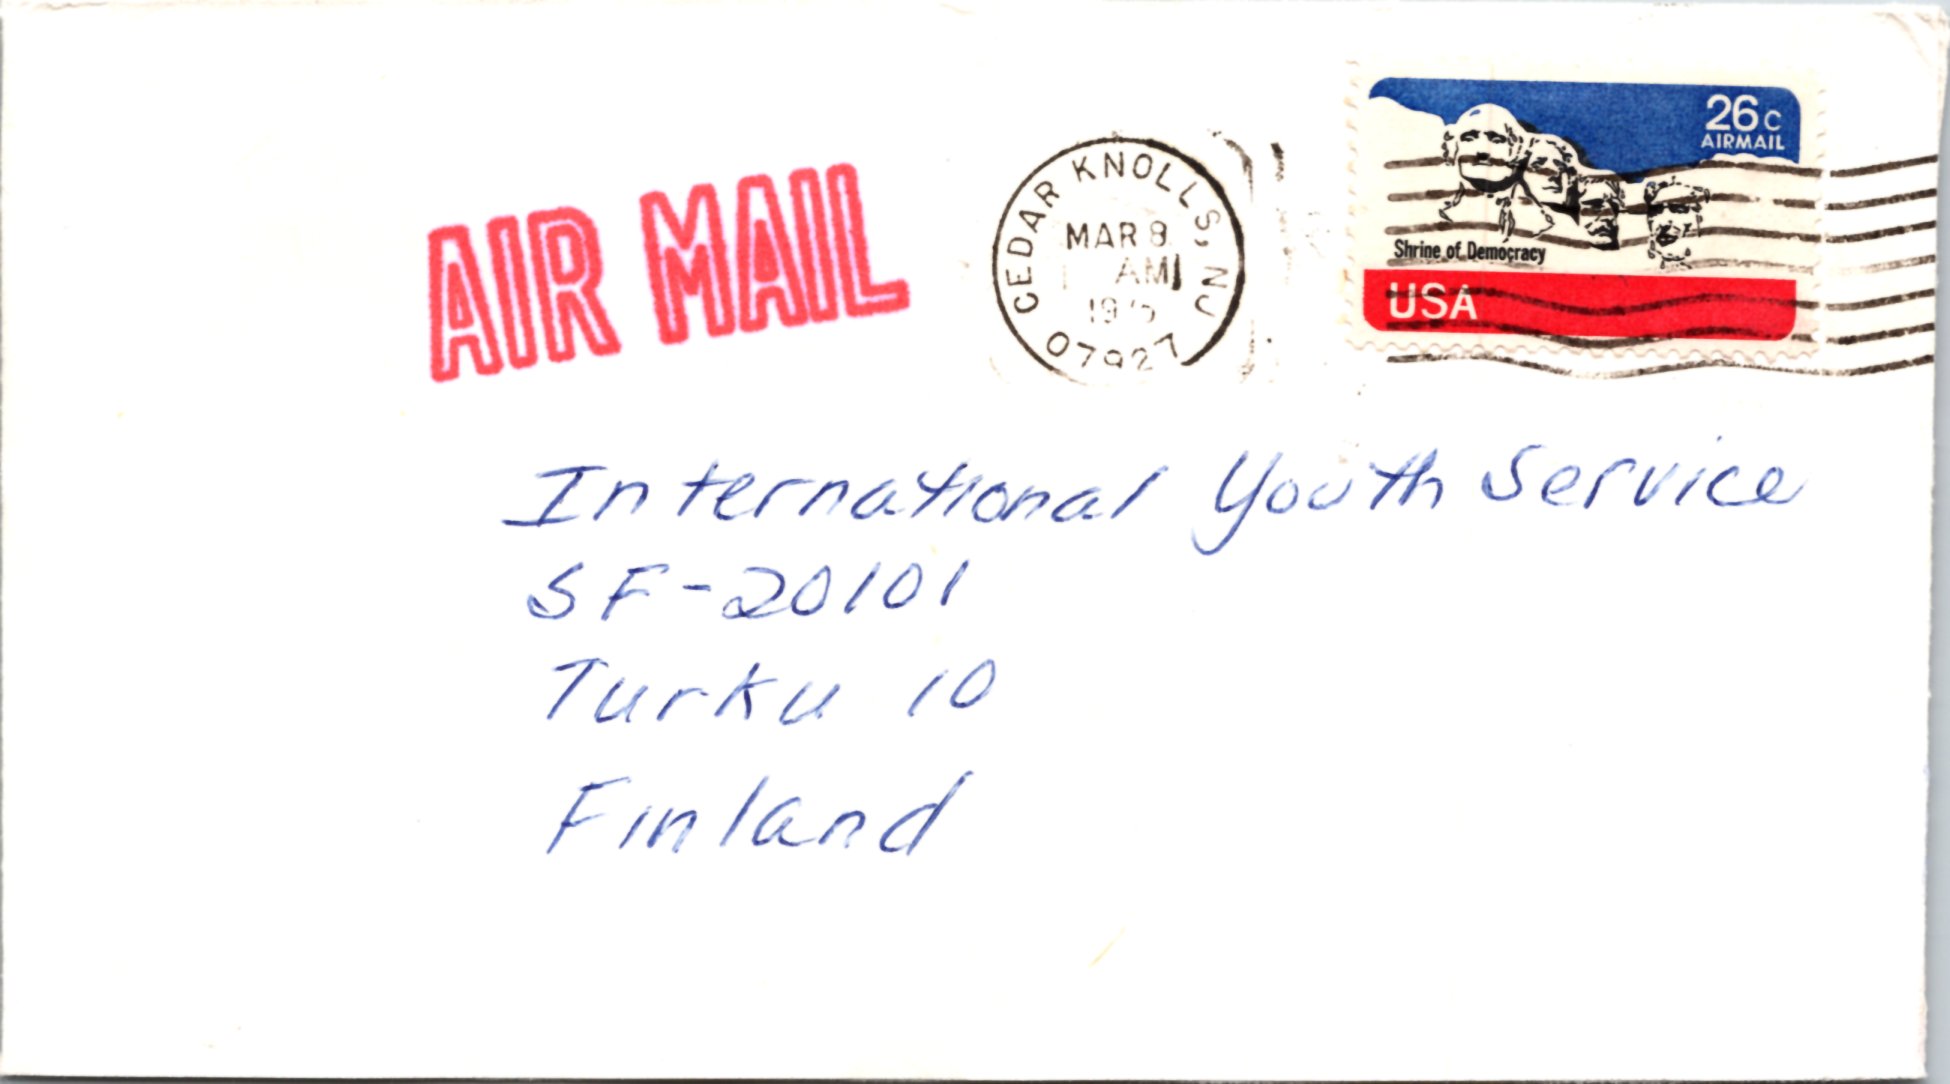 AIR MAIL
CEDAR KNOLLS, NJ
MAR 8
AM
07927
26c
AIRMAIL
Shrine of Democracy
USA
International Youth Service
SF-20101
Turku 10
Finland